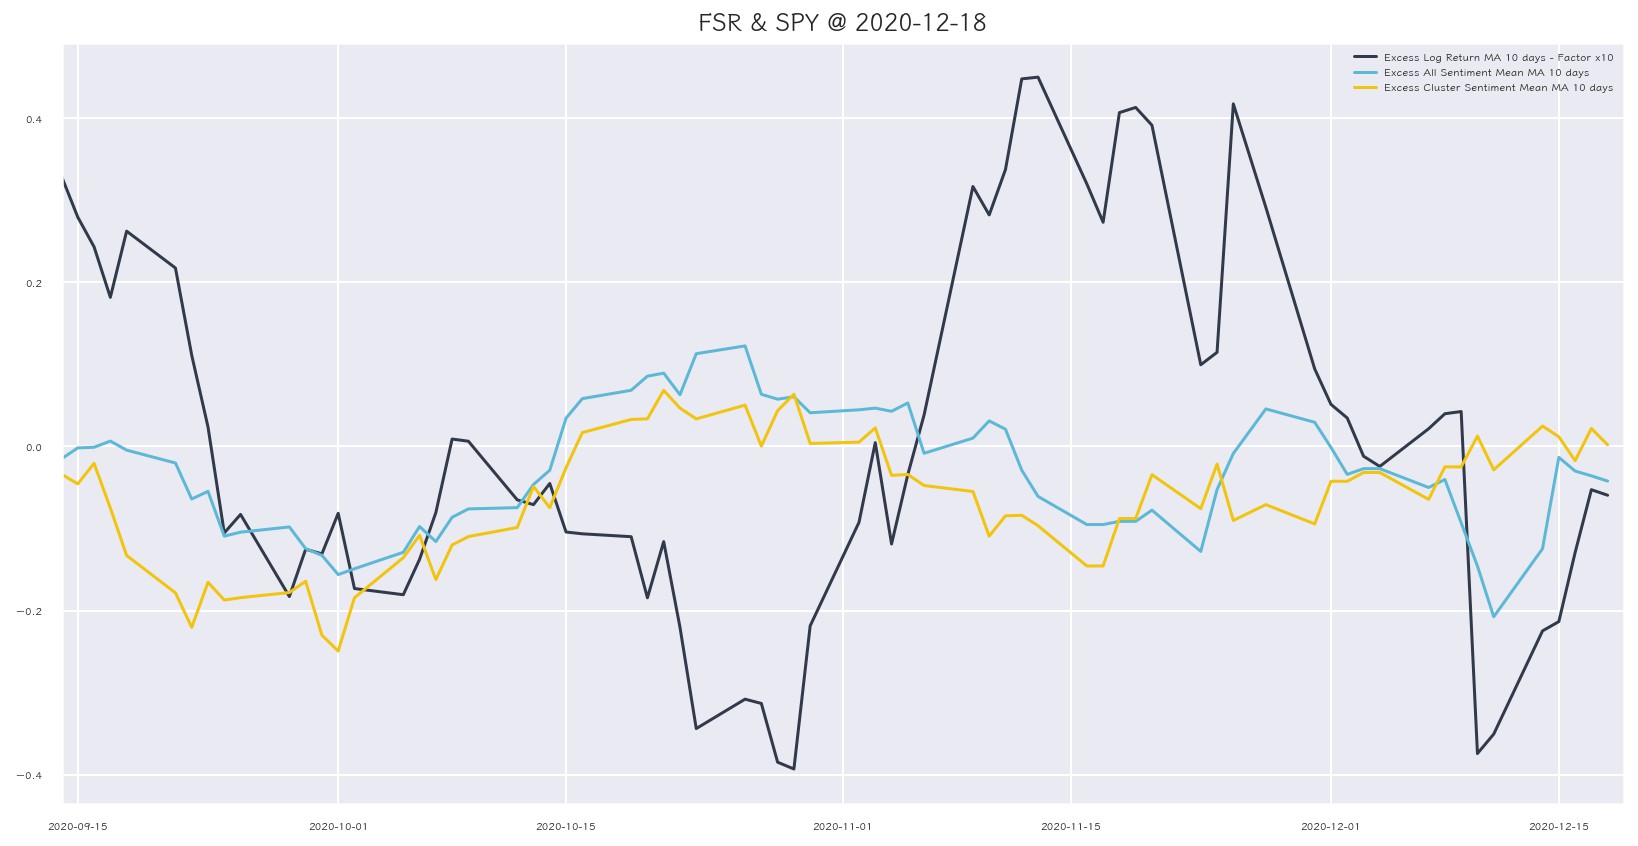 FSR & SPY @ 2020-12-18
Excess Log Return MA 10 days - Factor x10
Excess All Sentiment Mean MA 10 days
Excess Cluster Sentiment Mean MA 10 days
0.4
0.2
0.0
−0.2
−0.4
2020-09-15 2020-10-01 2020-10-15 2020-11-01 2020-11-15 2020-12-01 2020-12-15